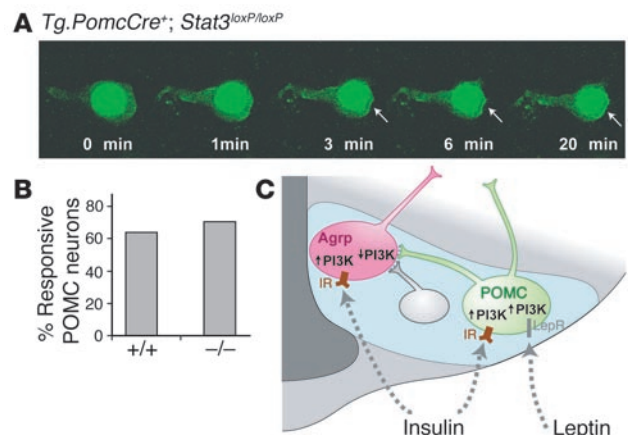 A Tg.PomcCre+; Stat3loxP/loxP
0 min 1min 3 min 6 min 20 min
B
% Responsive
POMC neurons
80
60
40
20
0
+/+ −/−
C
Agrp
↑PI3K ↓PI3K
IR
POMC
↑PI3K ↑PI3K
IR LepR
Insulin Leptin